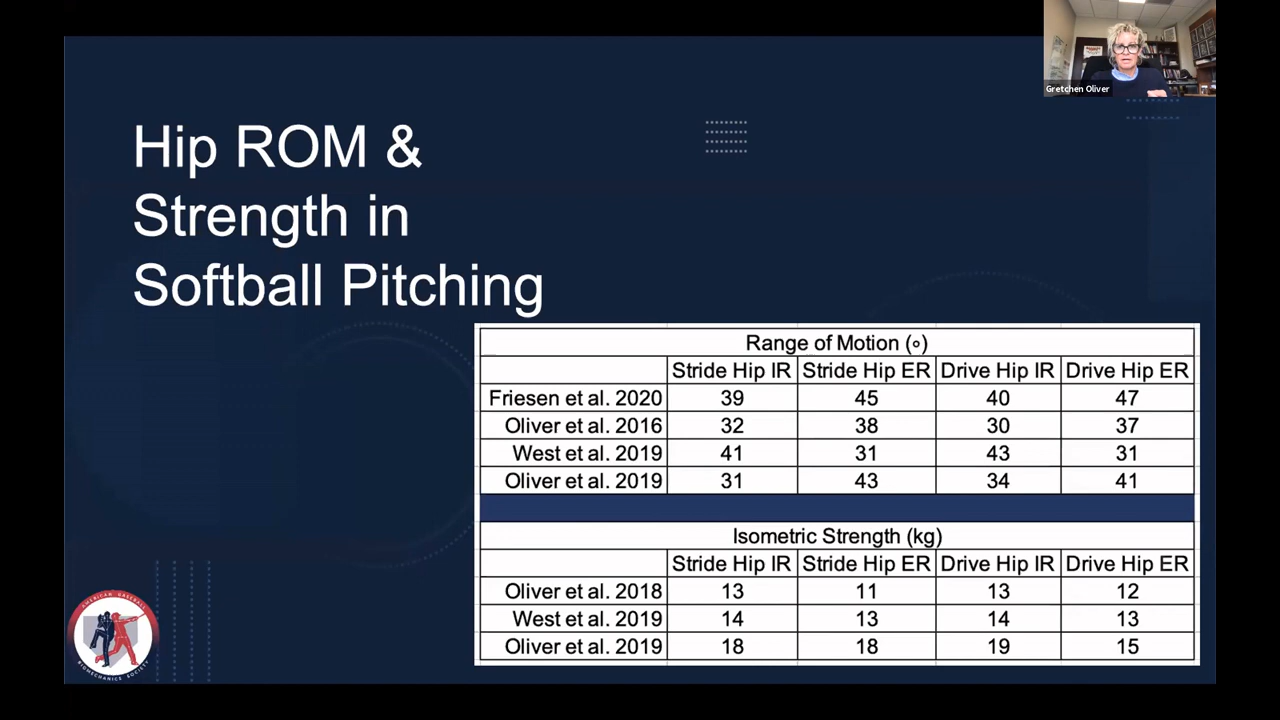 Gretchen Oliver
Hip ROM &
Strength in
Softball Pitching
Range of Motion (∘)
Stride Hip IR Stride Hip ER Drive Hip IR Drive Hip ER
Friesen et al. 2020 39 45 40 47
Oliver et al. 2016 32 38 30 37
West et al. 2019 41 31 43 31
Oliver et al. 2019 31 43 34 41
Isometric Strength (kg)
Stride Hip IR Stride Hip ER Drive Hip IR Drive Hip ER
Oliver et al. 2018 13 11 13 12
West et al. 2019 14 13 14 13
Oliver et al. 2019 18 18 19 15
AMERICAN BASEBALL
BIOMECHANICS SOCIETY